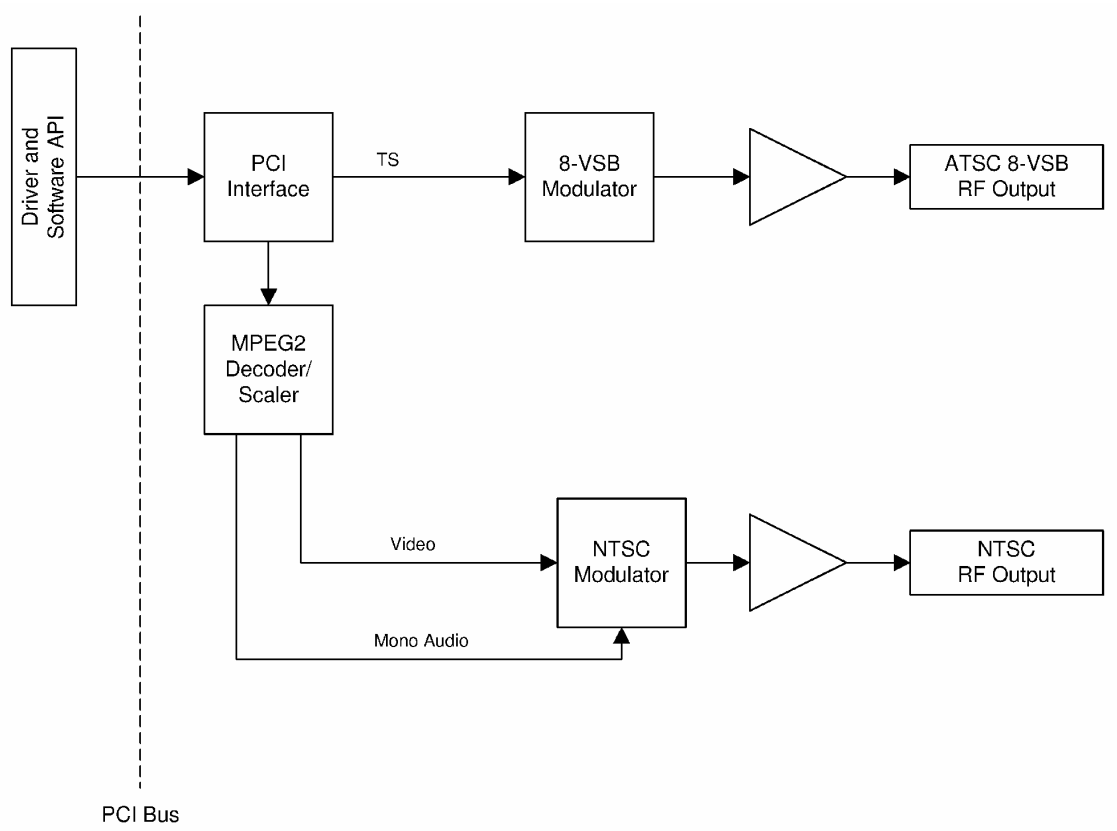 Driver and
Software API
PCI
Interface
TS
8-VSB
Modulator
ATSC 8-VSB
RF Output
MPEG2
Decoder/
Scaler
Video
NTSC
Modulator
NTSC
RF Output
Mono Audio
PCI Bus